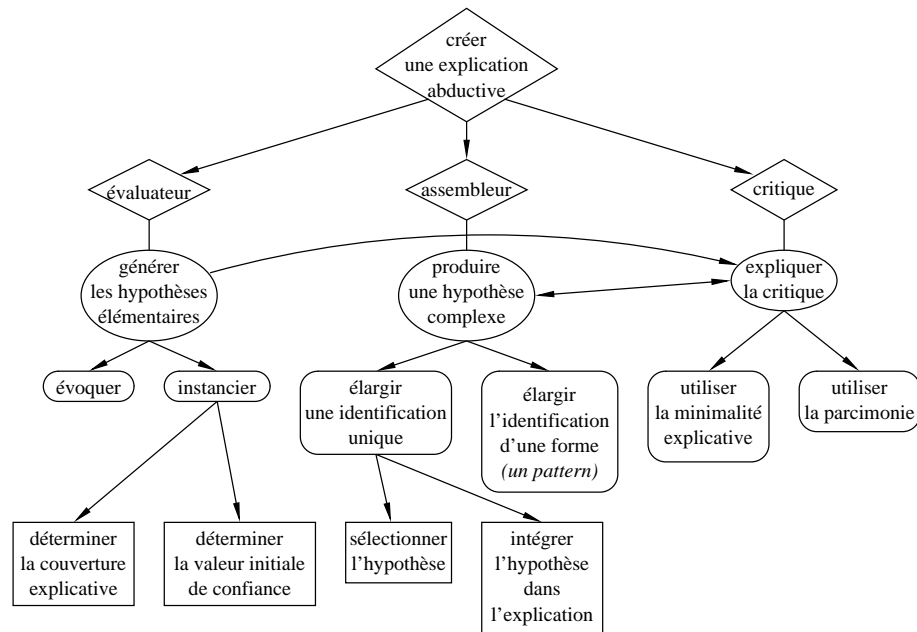 créer
une explication
abductive
évaluateur
assembleur
critique
générer
les hypothèses
élémentaires
produire
une hypothèse
complexe
expliquer
la critique
évoquer
instancier
élargir
une identification
unique
élargir
l’identification
d’une forme
(un pattern)
utiliser
la minimalité
explicative
utiliser
la parcimonie
déterminer
la couverture
explicative
déterminer
la valeur initiale
de confiance
sélectionner
l’hypothèse
intégrer
l’hypothèse
dans
l’explication